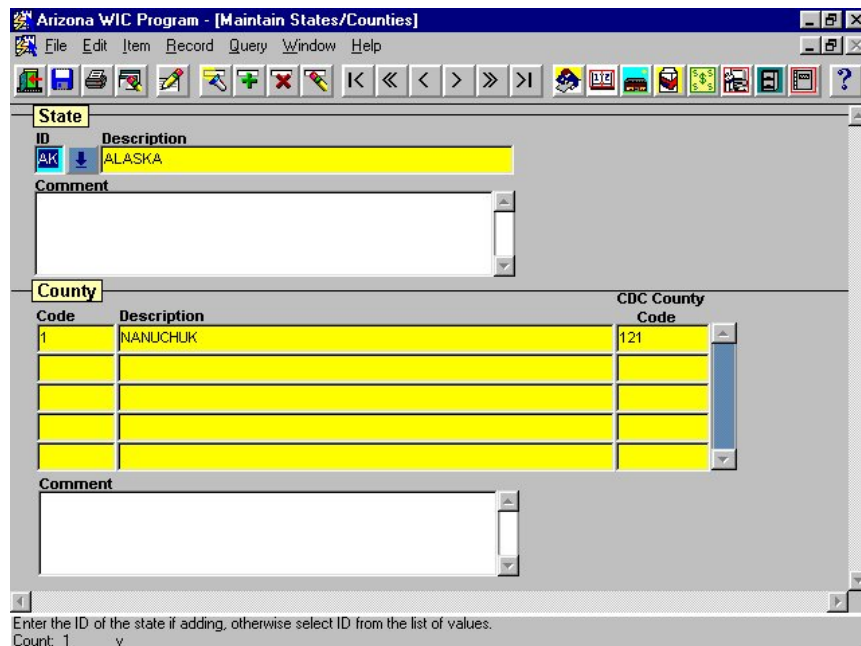 Arizona WIC Program - [Maintain States/Counties]
File Edit Item Record Query Window Help
State
ID Description
AK ALASKA
Comment
County
Code Description CDC County Code
1 NANUCHUK 121
Comment
Enter the ID of the state if adding, otherwise select ID from the list of values.
Count: 1 v